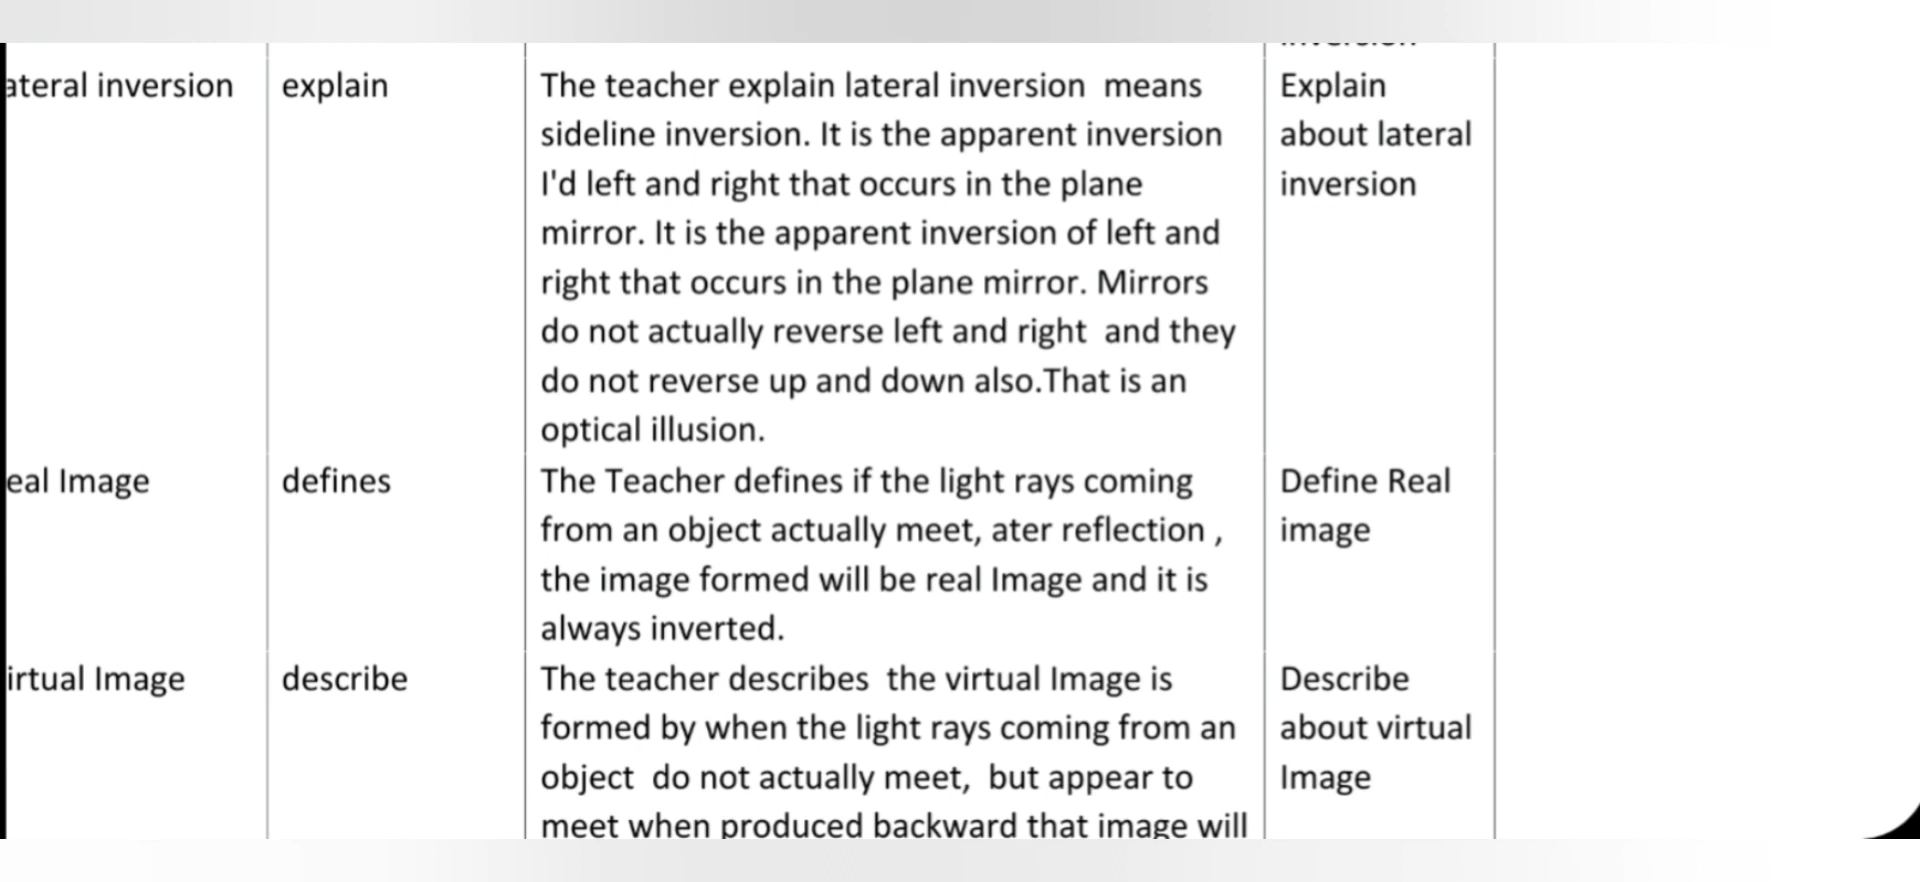 ateral inversion
explain
The teacher explain lateral inversion  means
sideline inversion. It is the apparent inversion
I'd left and right that occurs in the plane
mirror. It is the apparent inversion of left and
right that occurs in the plane mirror. Mirrors
do not actually reverse left and right  and they
do not reverse up and down also.That is an
optical illusion.
Explain
about lateral
inversion
eal Image
defines
The Teacher defines if the light rays coming
from an object actually meet, ater reflection ,
the image formed will be real Image and it is
always inverted.
Define Real
image
irtual Image
describe
The teacher describes  the virtual Image is
formed by when the light rays coming from an
object  do not actually meet,  but appear to
meet when produced backward that image will
Describe
about virtual
Image